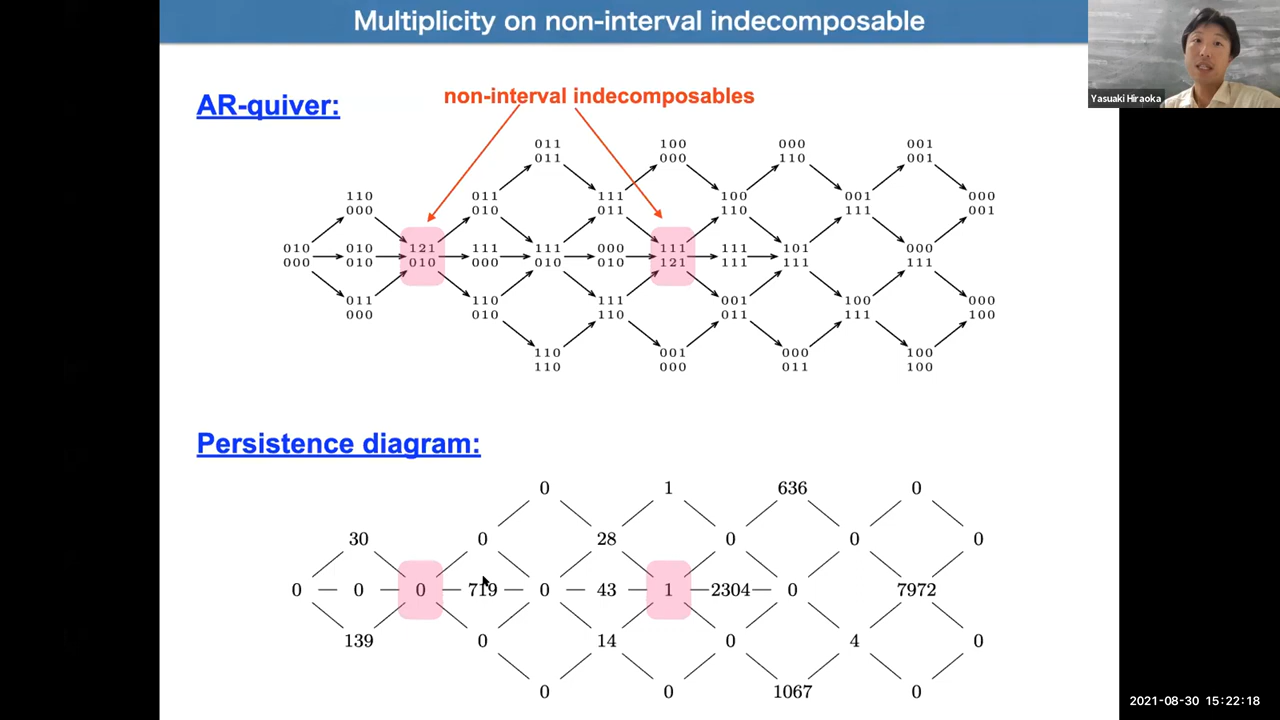 Multiplicity on non-interval indecomposable
Yasuaki Hiraoka
AR-quiver:
non-interval indecomposables
011 100 000 001
011 000 110 001
110 011 111 100 001 000
000 010 011 110 111 001
010 010 121 111 111 000 111 111 101 000
000 010 010 000 010 010 121 111 111 111
011 110 111 001 100 000
000 010 110 011 111 100
110 001 000 100
110 000 011 100
Persistence diagram:
0 1 636 0
30 0 28 0 0 0
0 0 0 719 0 43 1 2304 0 7972
139 0 14 0 4 0
0 0 1067 0
2021-08-30 15:22:18